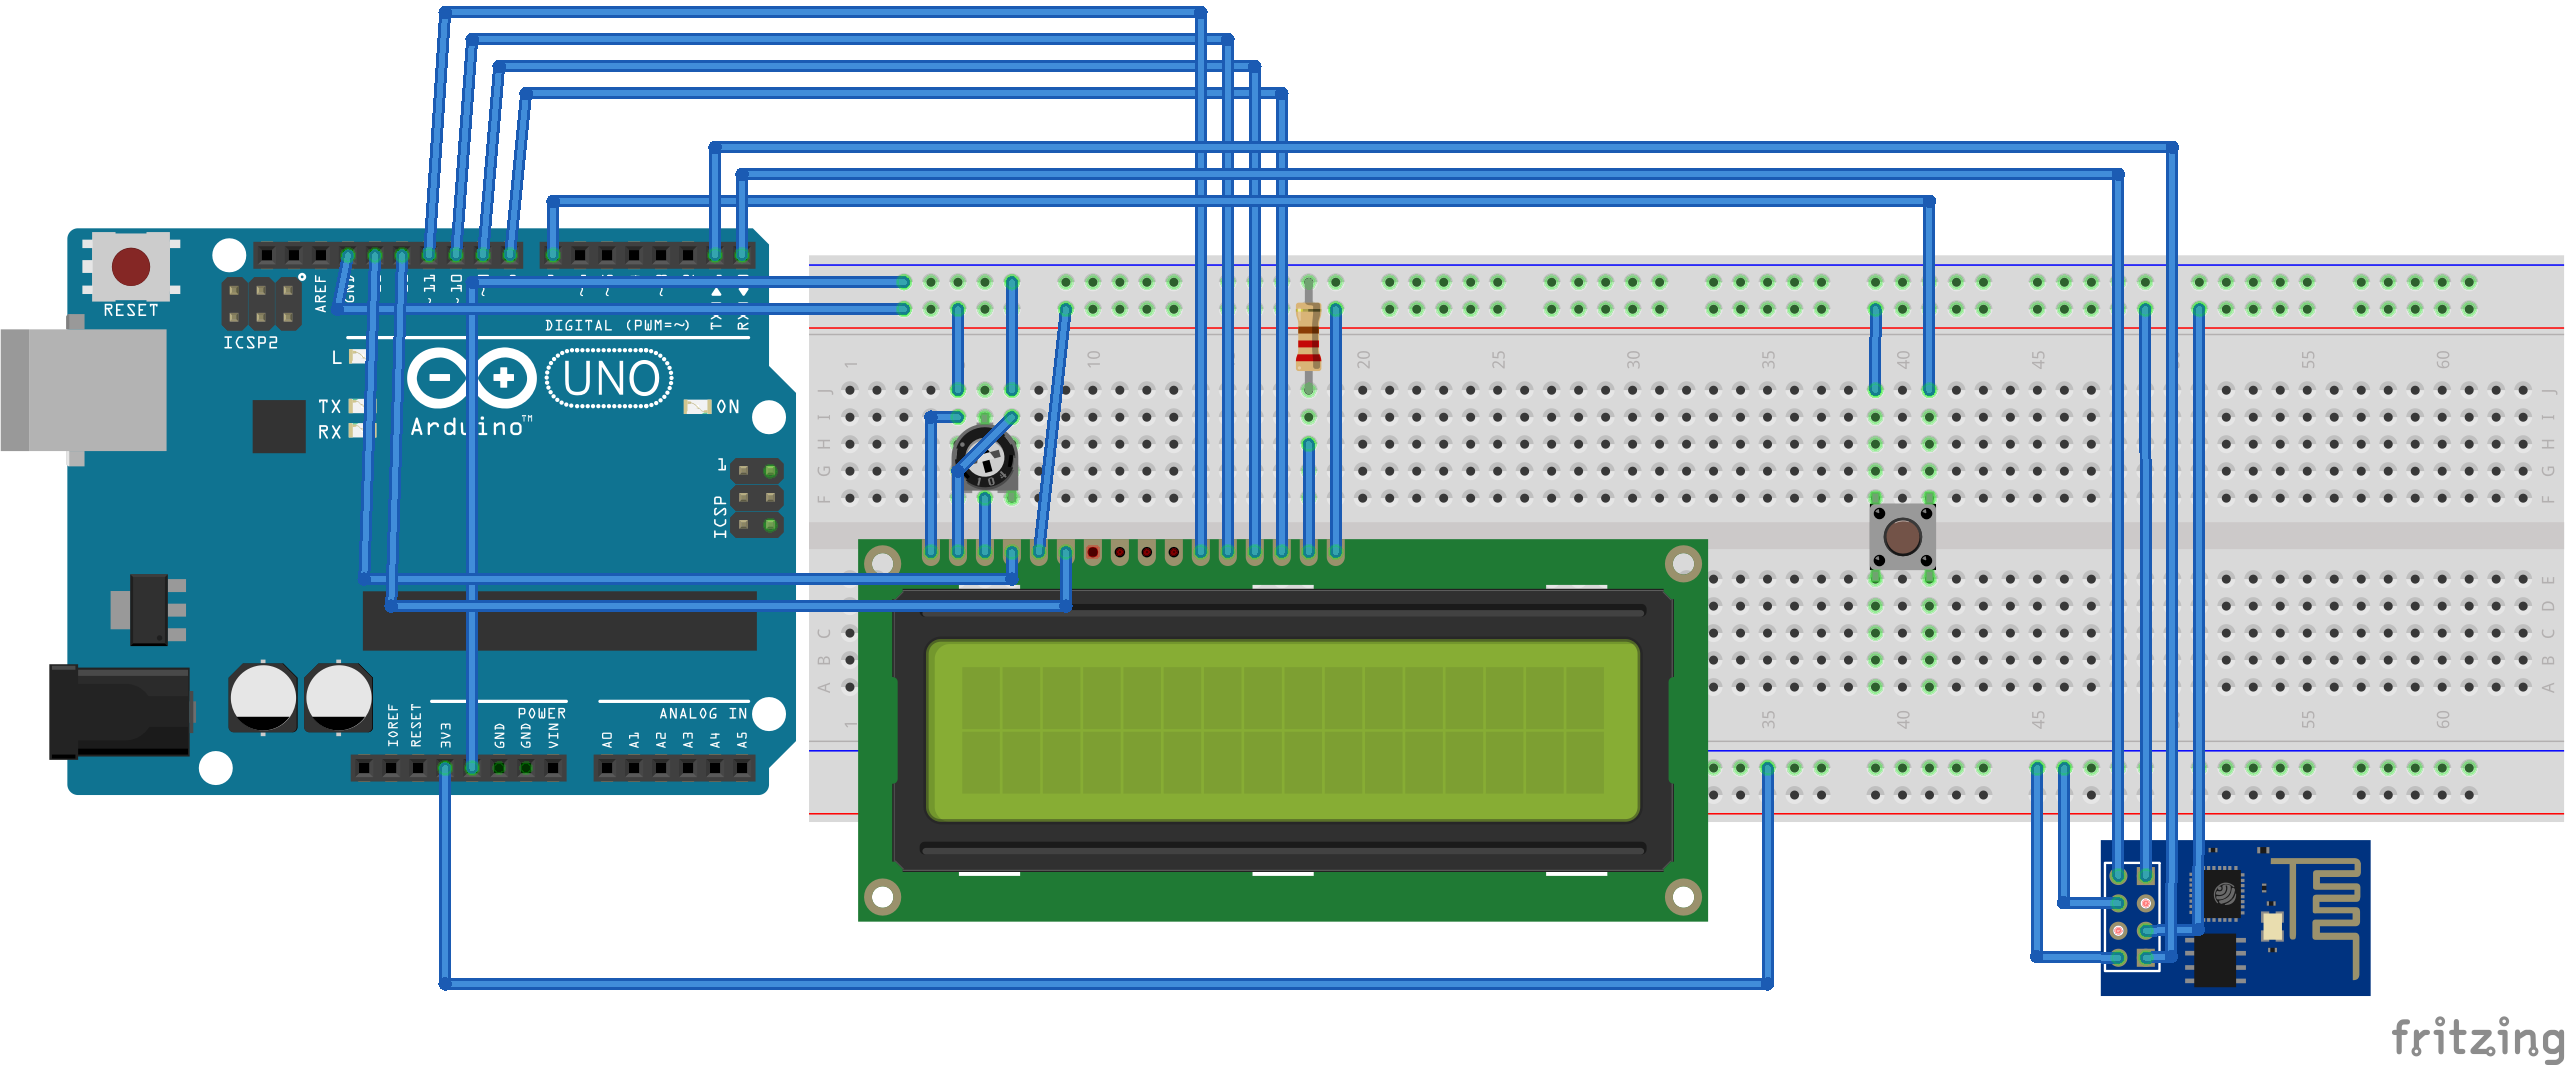 RESET
ICSP2
AREF
GND
~11
~10
DIGITAL (PWM=~)
L
TX
RX
UNO
ON
Arduino™
1
ICSP
IOREF
RESET
3V3
GND
GND
VIN
POWER
ANALOG IN
A0
A1
A2
A3
A4
A5
1
10
20
25
30
35
40
45
55
60
J
I
H
G
F
J
I
H
G
F
104
C
B
A
E
D
C
B
A
1
35
40
45
55
60
fritzing